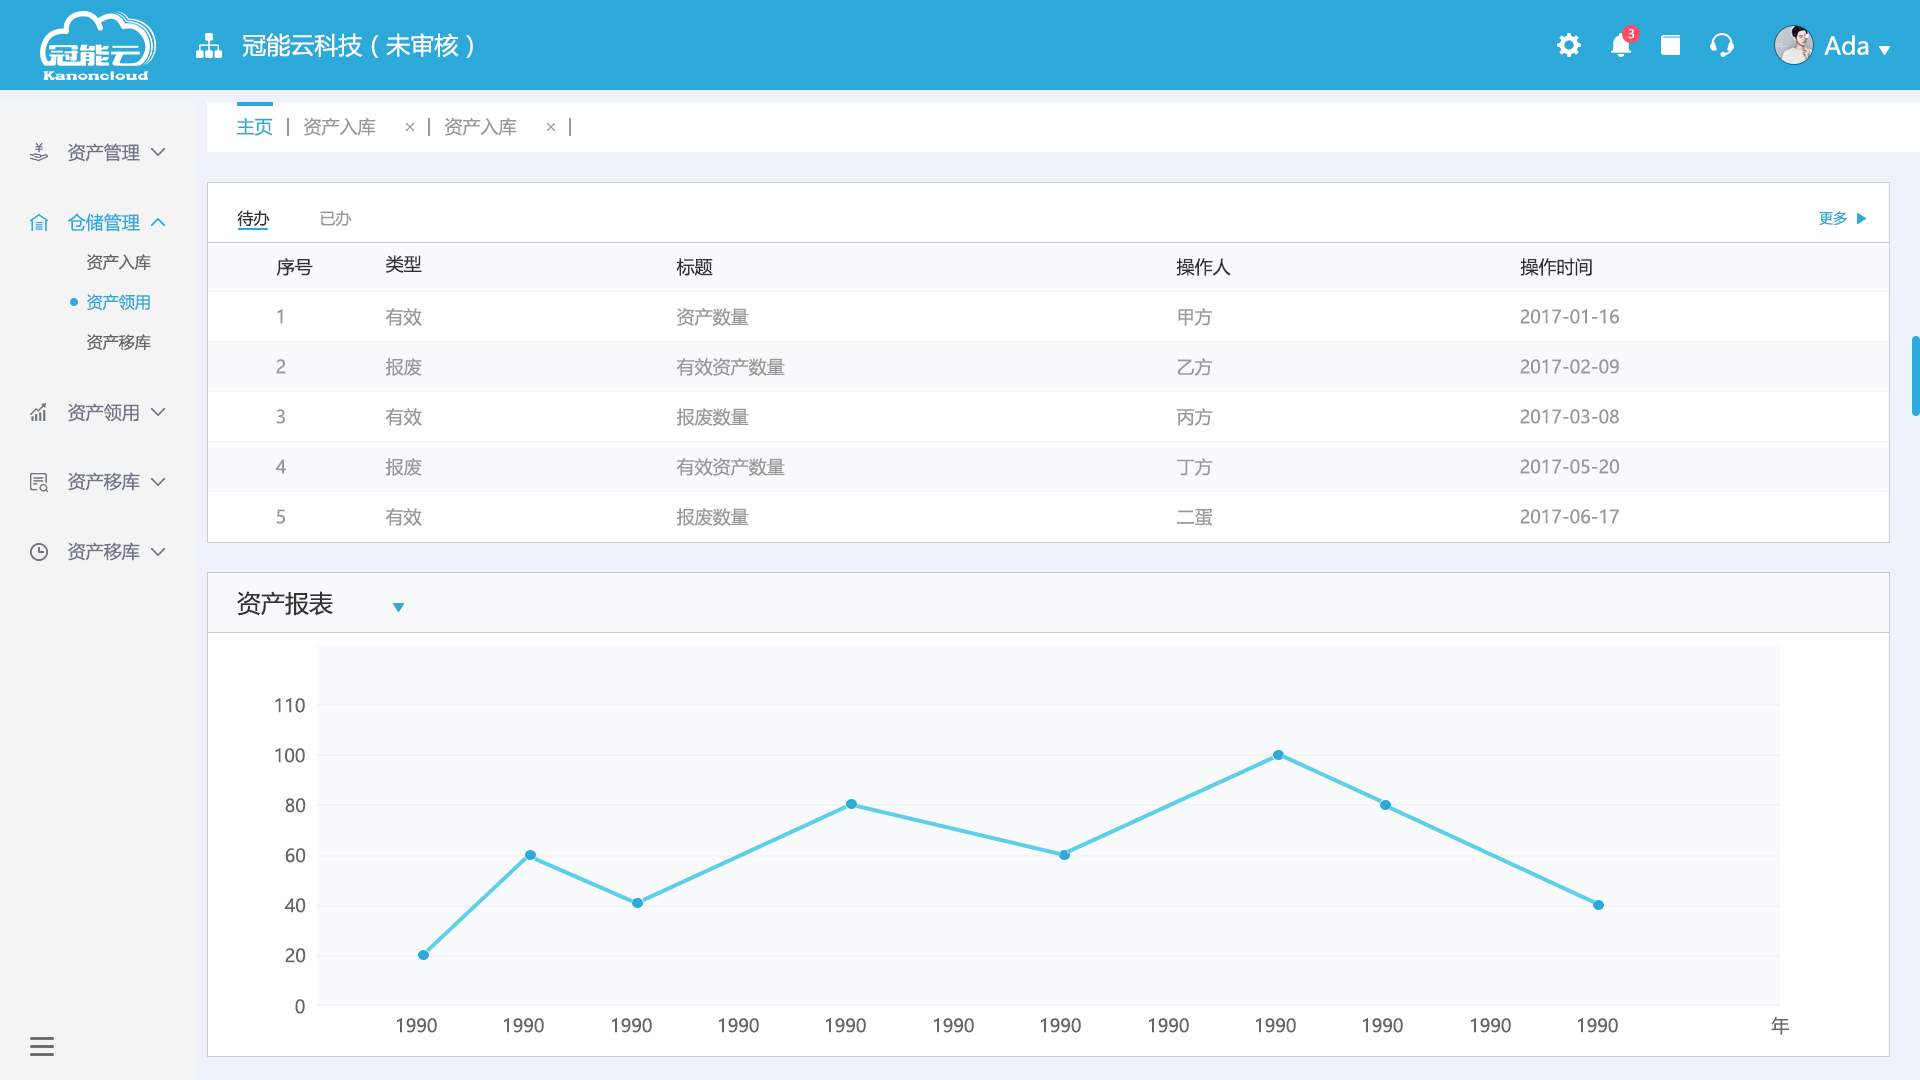 冠能云
Kanoncloud
冠能云科技（未审核）
3
Ada
主页 | 资产入库 × | 资产入库 × |
资产管理
仓储管理
资产入库
资产领用
资产移库
资产领用
资产移库
资产移库
待办 已办 更多
序号 类型 标题 操作人 操作时间
1 有效 资产数量 甲方 2017-01-16
2 报废 有效资产数量 乙方 2017-02-09
3 有效 报废数量 丙方 2017-03-08
4 报废 有效资产数量 丁方 2017-05-20
5 有效 报废数量 二蛋 2017-06-17
资产报表
110
100
80
60
40
20
0
1990 1990 1990 1990 1990 1990 1990 1990 1990 1990 1990 1990 年